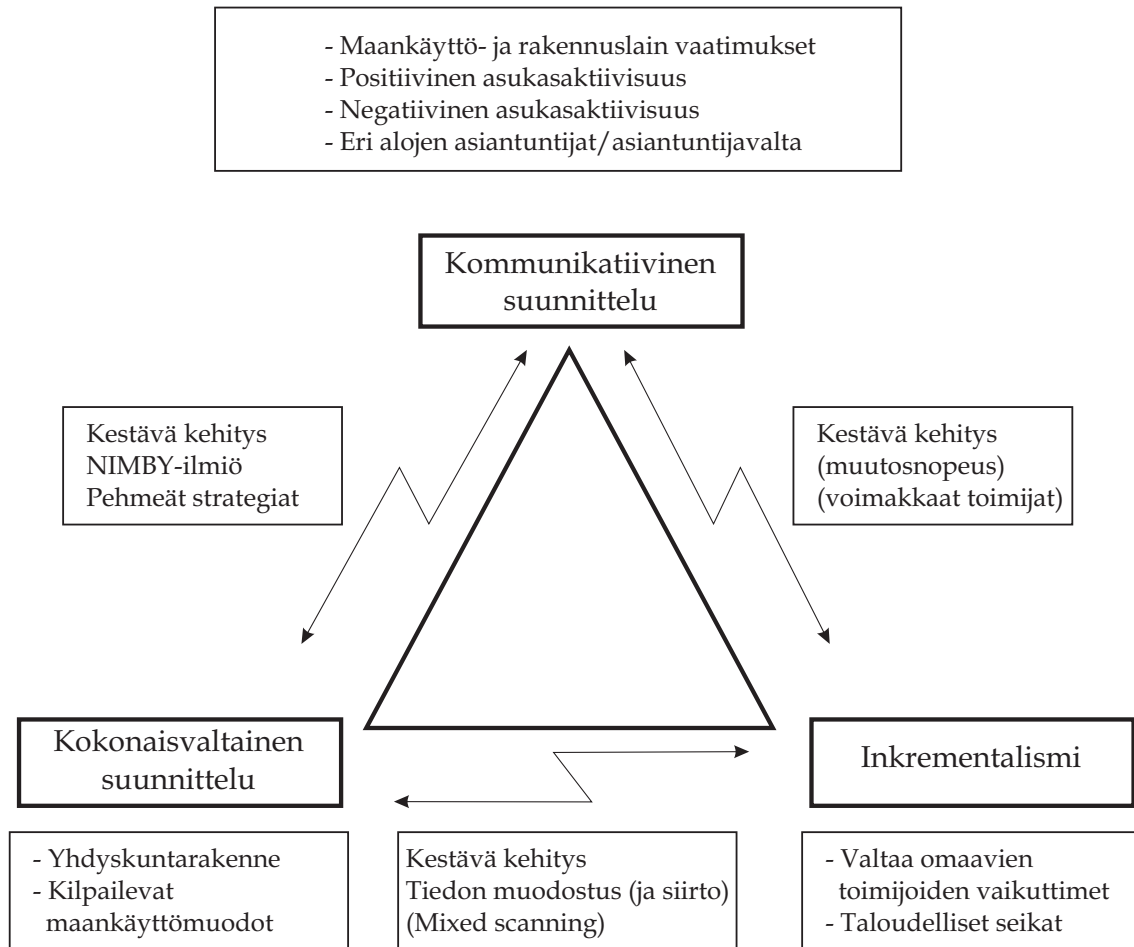 - Maankäyttö- ja rakennuslain vaatimukset
- Positiivinen asukasaktiivisuus
- Negatiivinen asukasaktiivisuus
- Eri alojen asiantuntijat/asiantuntijavalta
Kommunikatiivinen
suunnittelu
Kestävä kehitys
NIMBY-ilmiö
Pehmeät strategiat
Kestävä kehitys
(muutosnopeus)
(voimakkaat toimijat)
Kokonaisvaltainen
suunnittelu
Inkrementalismi
- Yhdyskuntarakenne
- Kilpailevat
maankäyttömuodot
Kestävä kehitys
Tiedon muodostus (ja siirto)
(Mixed scanning)
- Valtaa omaavien
toimijoiden vaikuttimet
- Taloudelliset seikat